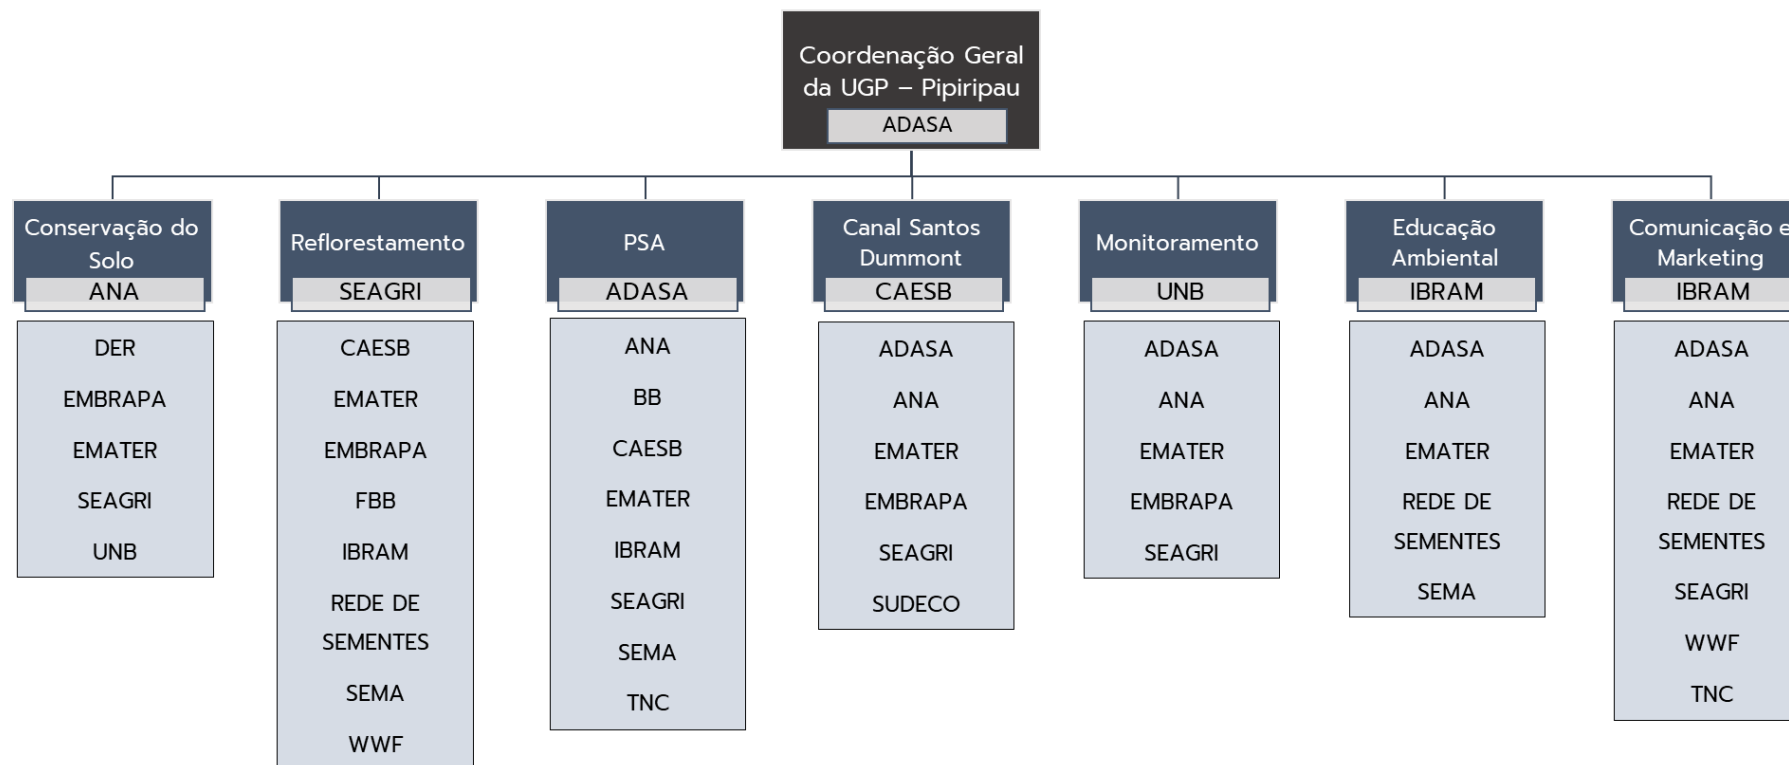 Coordenação Geral
da UGP – Pipiripau
ADASA
Conservação do
Solo
ANA
DER
EMBRAPA
EMATER
SEAGRI
UNB
Reflorestamento
SEAGRI
CAESB
EMATER
EMBRAPA
FBB
IBRAM
REDE DE
SEMENTES
SEMA
WWF
PSA
ADASA
ANA
BB
CAESB
EMATER
IBRAM
SEAGRI
SEMA
TNC
Canal Santos
Dummont
CAESB
ADASA
ANA
EMATER
EMBRAPA
SEAGRI
SUDECO
Monitoramento
UNB
ADASA
ANA
EMATER
EMBRAPA
SEAGRI
Educação
Ambiental
IBRAM
ADASA
ANA
EMATER
REDE DE
SEMENTES
SEMA
Comunicação e
Marketing
IBRAM
ADASA
ANA
EMATER
REDE DE
SEMENTES
SEAGRI
WWF
TNC